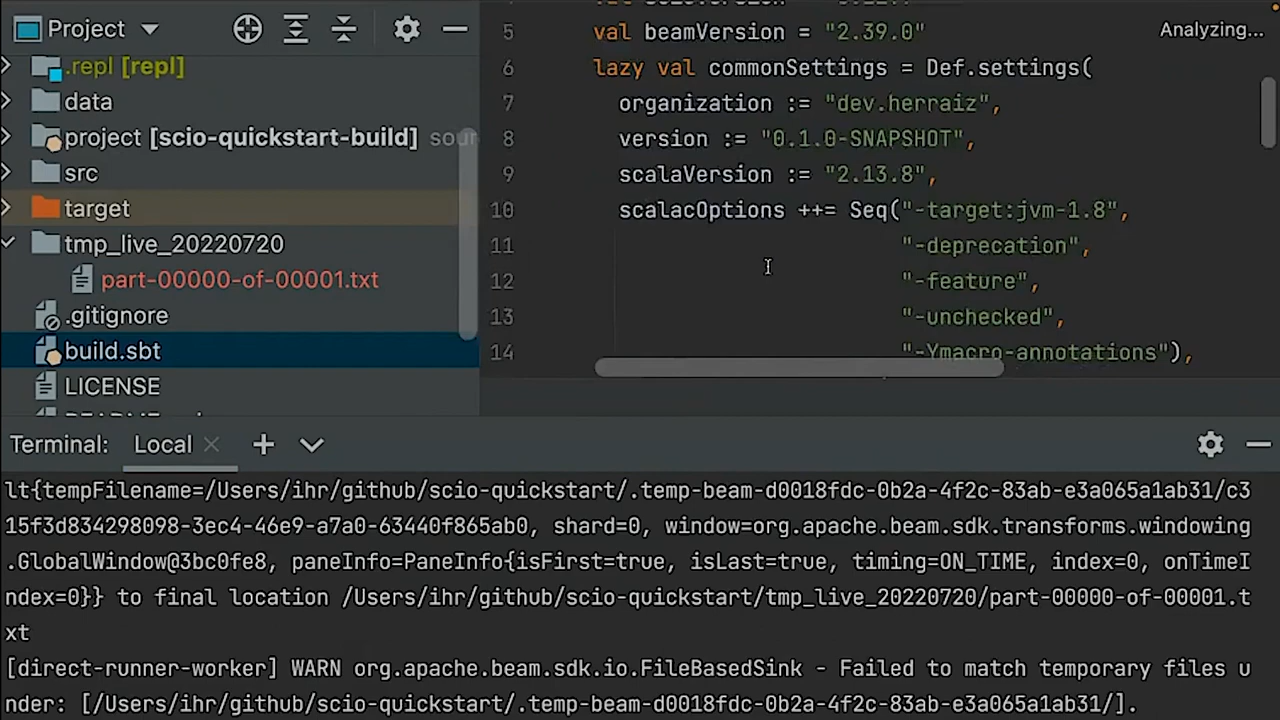 Project
.repl [repl]
data
project [scio-quickstart-build] sour
src
target
tmp_live_20220720
part-00000-of-00001.txt
.gitignore
build.sbt
LICENSE
Analyzing...
5 val beamVersion = "2.39.0"
6 lazy val commonSettings = Def.settings(
7 organization := "dev.herraiz",
8 version := "0.1.0-SNAPSHOT",
9 scalaVersion := "2.13.8",
10 scalacOptions ++= Seq("-target:jvm-1.8",
11 "-deprecation",
12 "-feature",
13 "-unchecked",
14 "-Ymacro-annotations"),
Terminal: Local
lt{tempFilename=/Users/ihr/github/scio-quickstart/.temp-beam-d0018fdc-0b2a-4f2c-83ab-e3a065a1ab31/c3
15f3d834298098-3ec4-46e9-a7a0-63440f865ab0, shard=0, window=org.apache.beam.sdk.transforms.windowing
.GlobalWindow@3bc0fe8, paneInfo=PaneInfo{isFirst=true, isLast=true, timing=ON_TIME, index=0, onTimeI
ndex=0}} to final location /Users/ihr/github/scio-quickstart/tmp_live_20220720/part-00000-of-00001.t
xt
[direct-runner-worker] WARN org.apache.beam.sdk.io.FileBasedSink - Failed to match temporary files u
nder: [/Users/ihr/github/scio-quickstart/.temp-beam-d0018fdc-0b2a-4f2c-83ab-e3a065a1ab31/].